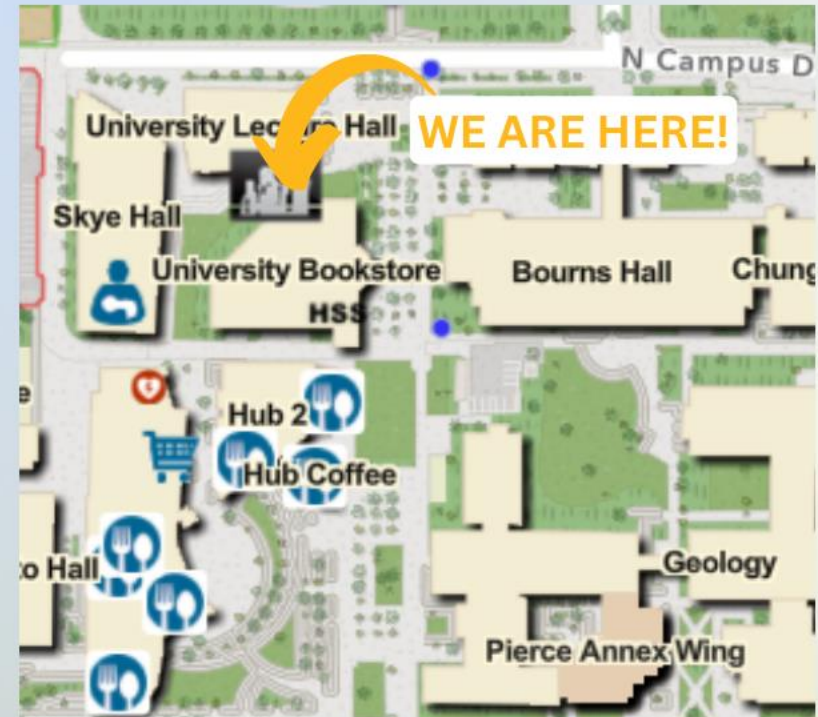 N Campus D
University Lecture Hall
WE ARE HERE!
Skye Hall
University Bookstore
Bourns Hall
Chung
HSS
e
Hub 2
Hub Coffee
to Hall
Geology
Pierce Annex Wing